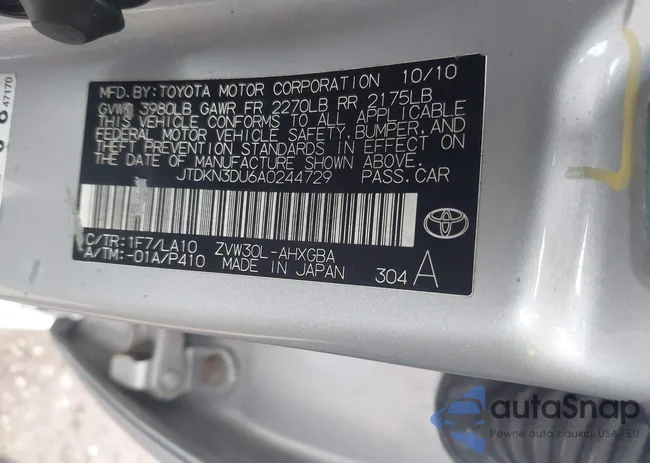 47170
MFD.BY: TOYOTA MOTOR CORPORATION 10/10
GVWR 3980LB GAWR FR 2270LB RR 2175LB
THIS VEHICLE CONFORMS TO ALL APPLICABLE
FEDERAL MOTOR VEHICLE SAFETY, BUMPER, AND
THEFT PREVENTION STANDARDS IN EFFECT ON
THE DATE OF MANUFACTURE SHOWN ABOVE.
JTDKN3DU6A0244729 PASS.CAR
C/TR: 1F7/LA10 ZVW30L-AHXGBA
A/TM:-01A/P410 MADE IN JAPAN 304 A
autaSnap
Pewne auta z aukcji USA i EU